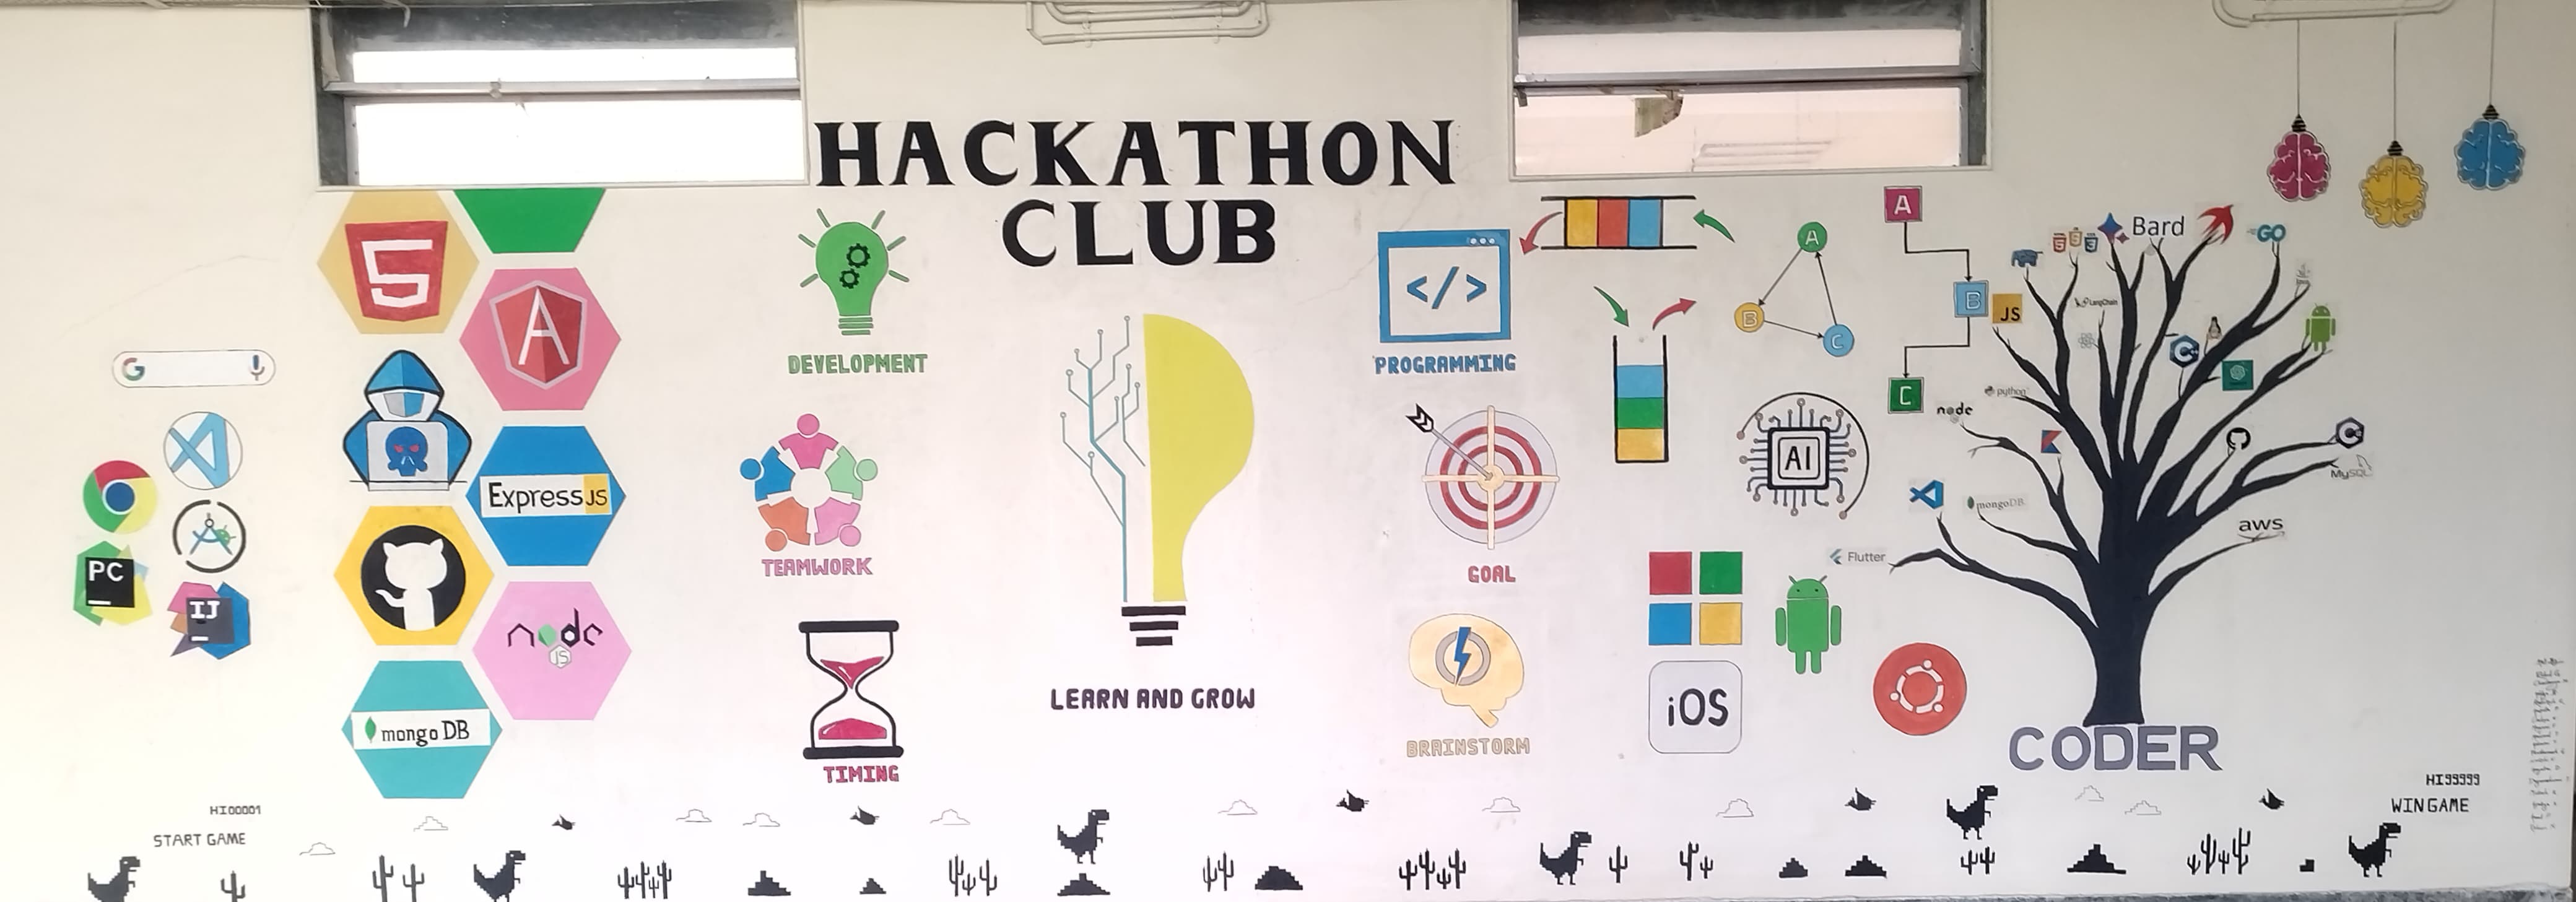 HACKATHON
CLUB
A
Bard
GO
A
B
C
A
B
JS
C
DEVELOPMENT
PROGRAMMING
LangChain
python
node
G
AI
MySQL
mongoDB
aws
Express JS
Flutter
PC
IJ
TEAMWORK
GOAL
node
JS
LEARN AND GROW
iOS
mongo DB
BRAINSTORM
CODER
TIMING
HI00001
START GAME
HI99999
WIN GAME